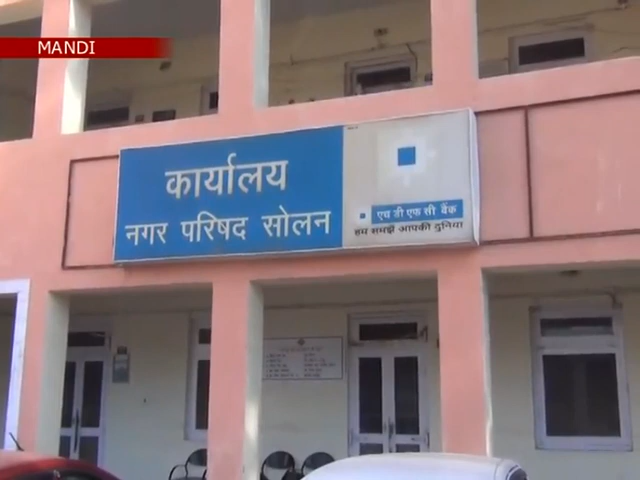 MANDI
कार्यालय
नगर परिषद सोलन
एच डी एफ सी बैंक
हम समझें आपकी दुनिया